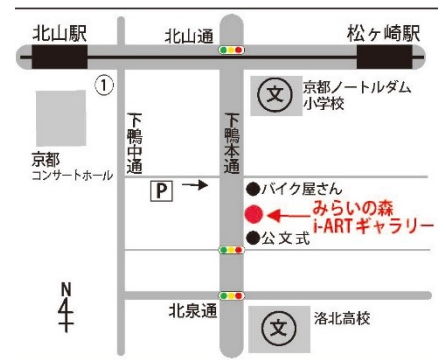 北山駅
北山通
松ヶ崎駅
①
文
京都ノートルダム
小学校
下鴨中通
下鴨本通
京都
コンサートホール
P
バイク屋さん
みらいの森
i-ARTギャラリー
公文式
N
北泉通
文
洛北高校